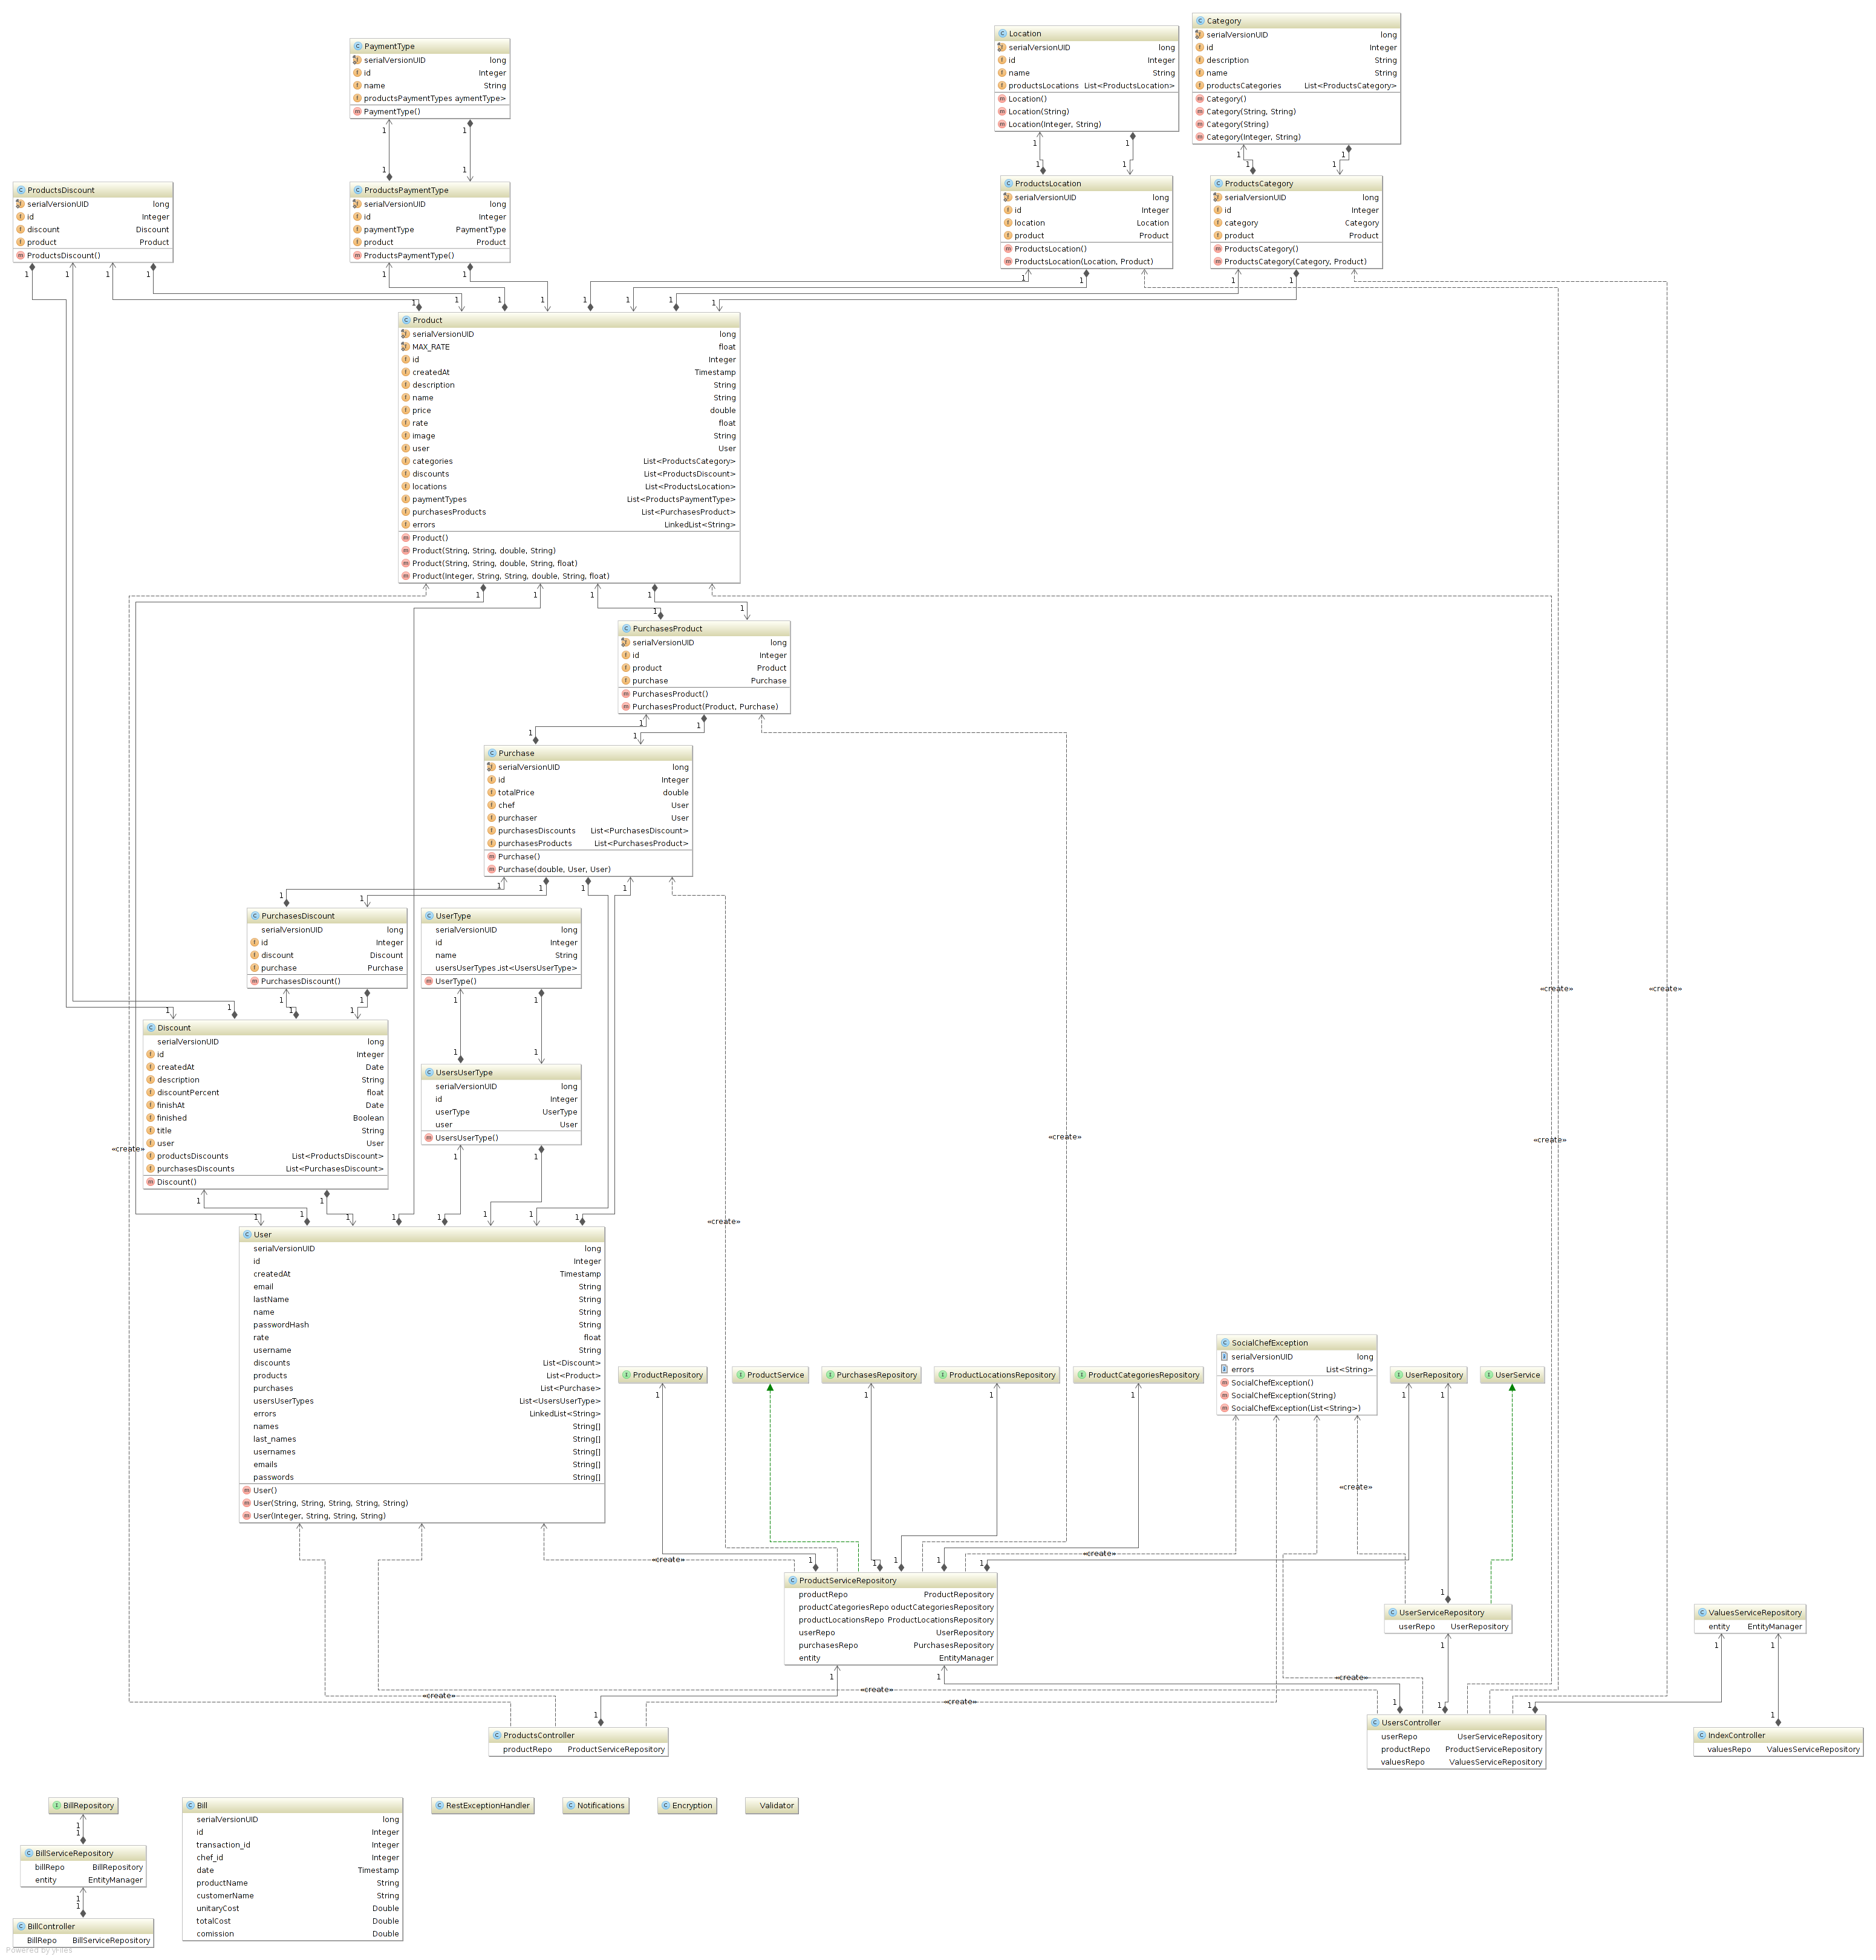 PaymentType
serialVersionUID long
id Integer
name String
productsPaymentTypes aymentType>
PaymentType()
Location
serialVersionUID long
id Integer
name String
productsLocations List<ProductsLocation>
Location()
Location(String)
Location(Integer, String)
Category
serialVersionUID long
id Integer
description String
name String
productsCategories List<ProductsCategory>
Category()
Category(String, String)
Category(String)
Category(Integer, String)
ProductsDiscount
serialVersionUID long
id Integer
discount Discount
product Product
ProductsDiscount()
ProductsPaymentType
serialVersionUID long
id Integer
paymentType PaymentType
product Product
ProductsPaymentType()
ProductsLocation
serialVersionUID long
id Integer
location Location
product Product
ProductsLocation()
ProductsLocation(Location, Product)
ProductsCategory
serialVersionUID long
id Integer
category Category
product Product
ProductsCategory()
ProductsCategory(Category, Product)
Product
serialVersionUID long
MAX_RATE float
id Integer
createdAt Timestamp
description String
name String
price double
rate float
image String
user User
categories List<ProductsCategory>
discounts List<ProductsDiscount>
locations List<ProductsLocation>
paymentTypes List<ProductsPaymentType>
purchasesProducts List<PurchasesProduct>
errors LinkedList<String>
Product()
Product(String, String, double, String)
Product(String, String, double, String, float)
Product(Integer, String, String, double, String, float)
PurchasesProduct
serialVersionUID long
id Integer
product Product
purchase Purchase
PurchasesProduct()
PurchasesProduct(Product, Purchase)
Purchase
serialVersionUID long
id Integer
totalPrice double
chef User
purchaser User
purchasesDiscounts List<PurchasesDiscount>
purchasesProducts List<PurchasesProduct>
Purchase()
Purchase(double, User, User)
PurchasesDiscount
serialVersionUID long
id Integer
discount Discount
purchase Purchase
PurchasesDiscount()
UserType
serialVersionUID long
id Integer
name String
usersUserTypes .ist<UsersUserType>
UserType()
«create» «create»
Discount
serialVersionUID long
id Integer
createdAt Date
description String
discountPercent float
finishAt Date
finished Boolean
title String
user User
productsDiscounts List<ProductsDiscount>
purchasesDiscounts List<PurchasesDiscount>
Discount()
UsersUserType
serialVersionUID long
id Integer
userType UserType
user User
UsersUserType()
«create»
«create»
«create»
«create»
User
serialVersionUID long
id Integer
createdAt Timestamp
email String
lastName String
name String
passwordHash String
rate float
username String
discounts List<Discount>
products List<Product>
purchases List<Purchase>
usersUserTypes List<UsersUserType>
errors LinkedList<String>
names String[]
last_names String[]
usernames String[]
emails String[]
passwords String[]
User()
User(String, String, String, String, String)
User(Integer, String, String, String)
SocialChefException
serialVersionUID long
errors List<String>
SocialChefException()
SocialChefException(String)
SocialChefException(List<String>)
ProductRepository
ProductService
PurchasesRepository
ProductLocationsRepository
ProductCategoriesRepository
UserRepository
UserService
«create»
«create»
«create»
ProductServiceRepository
productRepo ProductRepository
productCategoriesRepo oductCategoriesRepository
productLocationsRepo ProductLocationsRepository
userRepo UserRepository
purchasesRepo PurchasesRepository
entity EntityManager
UserServiceRepository
userRepo UserRepository
ValuesServiceRepository
entity EntityManager
«create»
«create»
«create»
«create»
ProductsController
productRepo ProductServiceRepository
UsersController
userRepo UserServiceRepository
productRepo ProductServiceRepository
valuesRepo ValuesServiceRepository
IndexController
valuesRepo ValuesServiceRepository
BillRepository
BillServiceRepository
billRepo BillRepository
entity EntityManager
BillController
BillRepo BillServiceRepository
Bill
serialVersionUID long
id Integer
transaction_id Integer
chef_id Integer
date Timestamp
productName String
customerName String
unitaryCost Double
totalCost Double
comission Double
RestExceptionHandler
Notifications
Encryption
Validator
Powered by yFiles